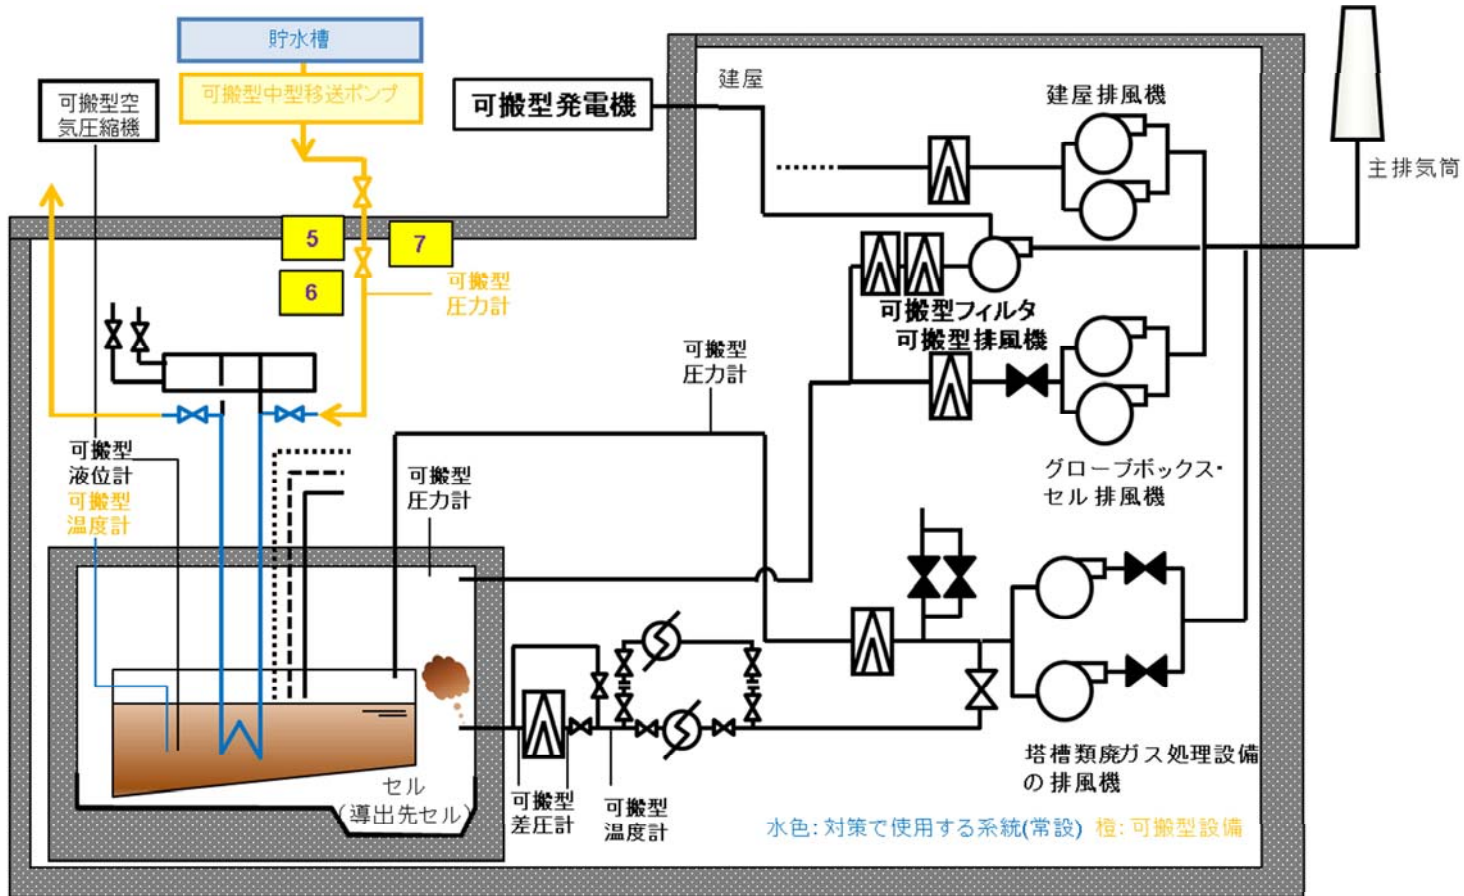 貯水槽
可搬型中型移送ポンプ
可搬型空
気圧縮機
可搬型発電機
建屋
建屋排風機
主排気筒
5
7
6
可搬型
圧力計
可搬型フィルタ
可搬型排風機
可搬型
圧力計
可搬型
液位計
可搬型
温度計
可搬型
圧力計
グローブボックス・
セル排風機
セル
(導出先セル)
可搬型
差圧計
可搬型
温度計
塔槽類廃ガス処理設備
の排風機
水色：対策で使用する系統(常設) 橙：可搬型設備